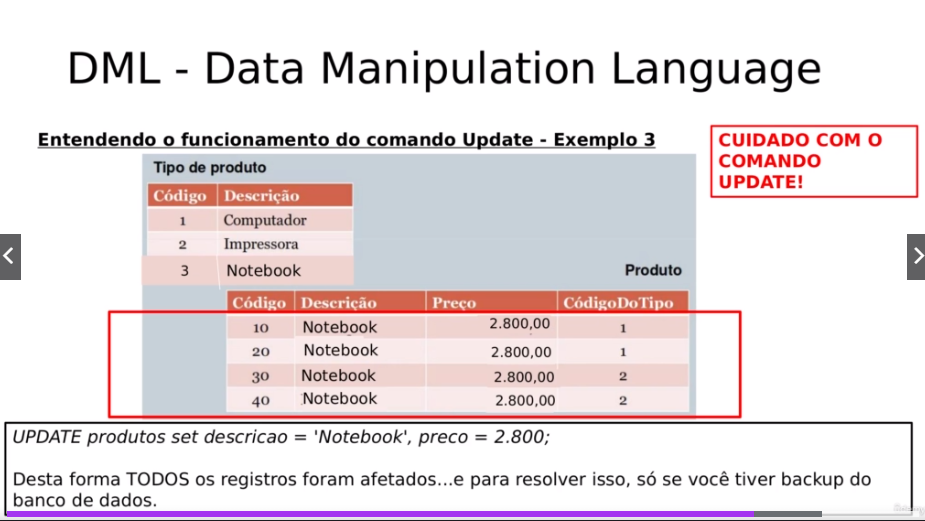 DML - Data Manipulation Language
Entendendo o funcionamento do comando Update - Exemplo 3
CUIDADO COM O
COMANDO
UPDATE!
Tipo de produto
Código Descrição
1 Computador
2 Impressora
3 Notebook
Produto
Código Descrição Preço CódigoDoTipo
10 Notebook 2.800,00 1
20 Notebook 2.800,00 1
30 Notebook 2.800,00 2
40 Notebook 2.800,00 2
UPDATE produtos set descricao = 'Notebook', preco = 2.800;
Desta forma TODOS os registros foram afetados...e para resolver isso, só se você tiver backup do
banco de dados.